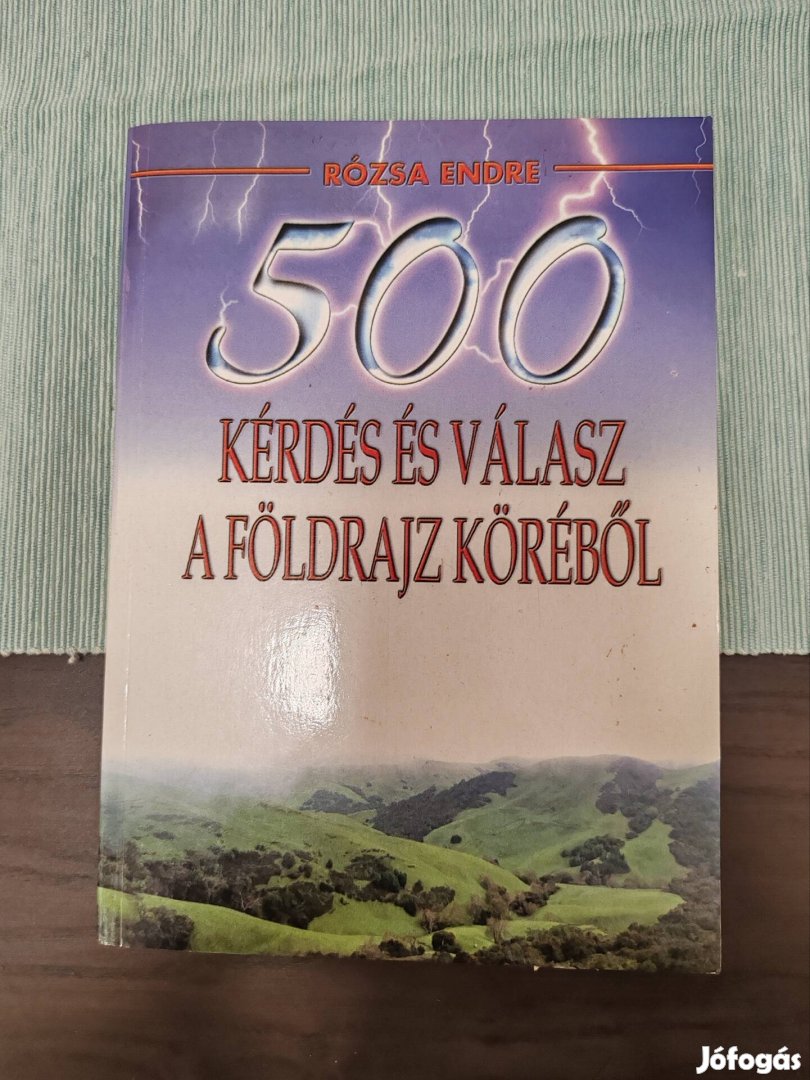 RÓZSA ENDRE
500
KÉRDÉS ÉS VÁLASZ
A FÖLDRAJZ KÖRÉBŐL
Jófogás